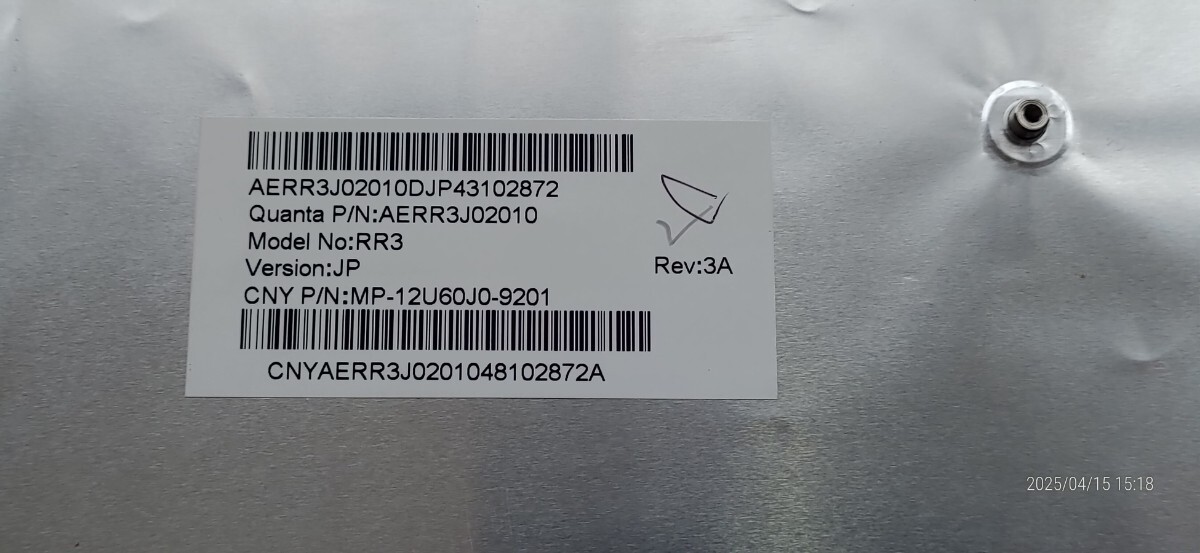 AERR3J02010DJP43102872
Quanta P/N:AERR3J02010
Model No:RR3
Version:JP
Rev:3A
CNY P/N:MP-12U60J0-9201
CNYAERR3J0201048102872A
2025/04/15 15:18